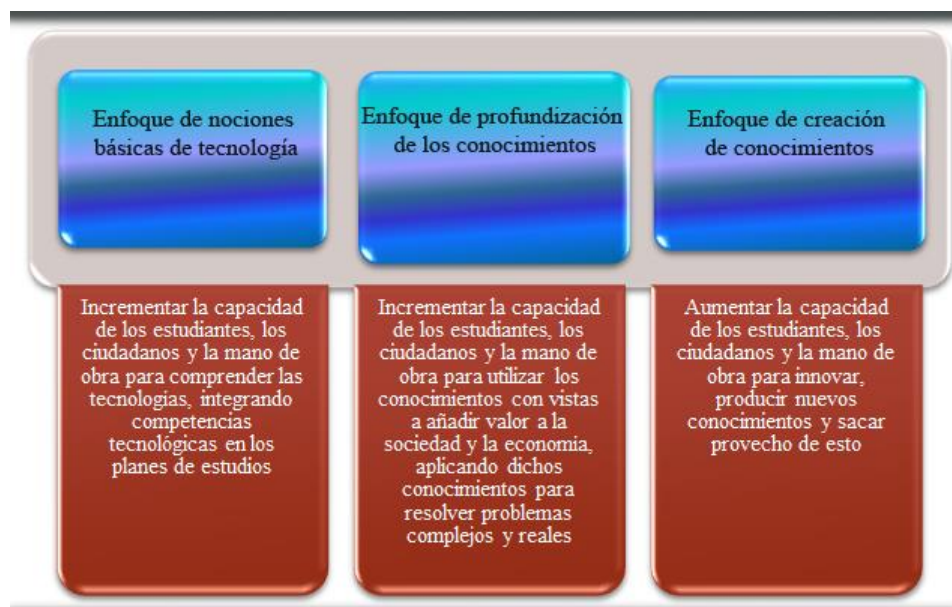 Enfoque de nociones
básicas de tecnología
Enfoque de profundización
de los conocimientos
Enfoque de creación
de conocimientos
Incrementar la capacidad
de los estudiantes, los
ciudadanos y la mano de
obra para comprender las
tecnologias, integrando
competencias
tecnológicas en los
planes de estudios
Incrementar la capacidad
de los estudiantes, los
ciudadanos y la mano de
obra para utilizar los
conocimientos con vistas
a añadir valor a la
sociedad y la economia,
aplicando dichos
conocimientos para
resolver problemas
complejos y reales
Aumentar la capacidad
de los estudiantes, los
ciudadanos y la mano de
obra para innovar,
producir nuevos
conocimientos y sacar
provecho de esto